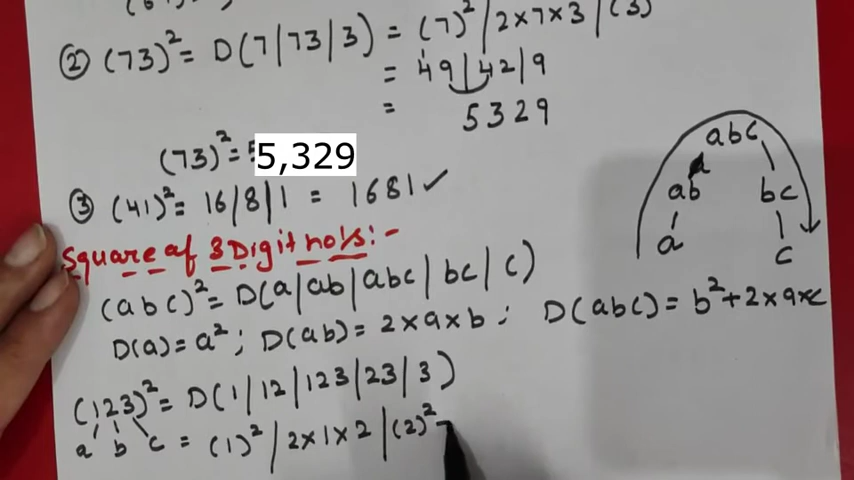 ② (73)² = D(7|73|3) = (7)² | 2×7×3 | (3)
= 49|42|9
= 5329
(73)² = 5,329
③ (41)² = 16|8|1 = 1681 ✓
abc
a
ab bc
a c
Square of 3 Digit no's:-
(abc)² = D(a|ab|abc|bc|c)
D(a) = a² ; D(ab) = 2×a×b ; D(abc) = b²+2×a×c
(123)² = D(1|12|123|23|3)
a b c = (1)² | 2×1×2 | (2)²